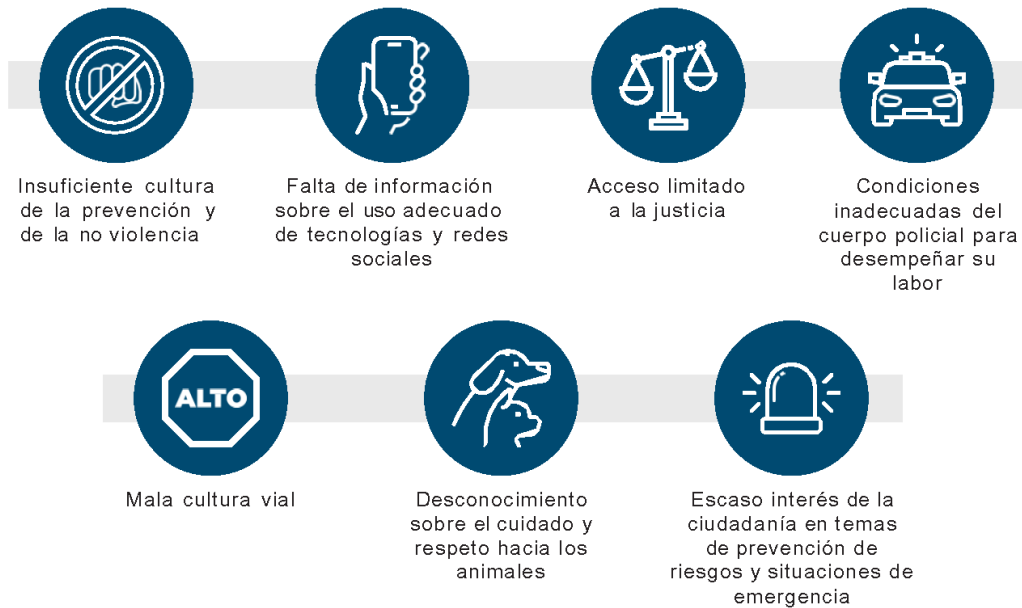 Insuficiente cultura
de la prevención y
de la no violencia
Falta de información
sobre el uso adecuado
de tecnologías y redes
sociales
Acceso limitado
a la justicia
Condiciones
inadecuadas del
cuerpo policial para
desempeñar su
labor
ALTO
Mala cultura vial
Desconocimiento
sobre el cuidado y
respeto hacia los
animales
Escaso interés de la
ciudadanía en temas
de prevención de
riesgos y situaciones de
emergencia